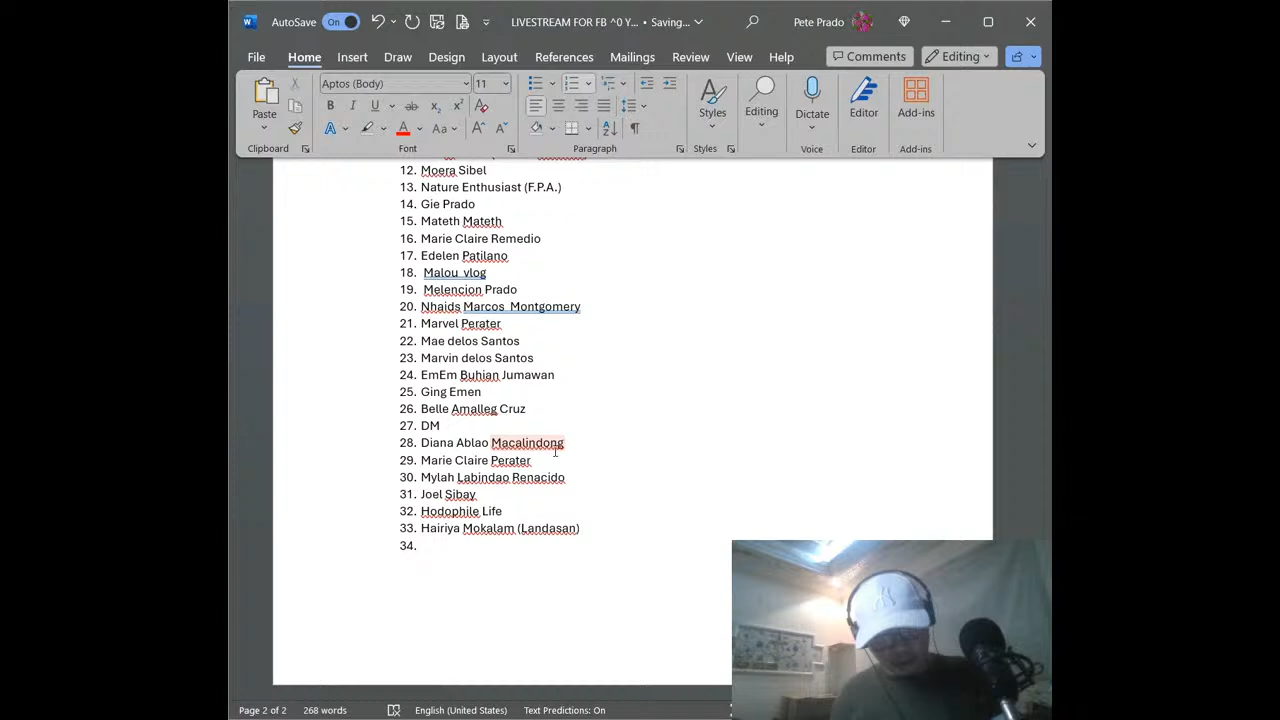 AutoSave On LIVESTREAM FOR FB ^0 Y... • Saving... Pete Prado
File Home Insert Draw Design Layout References Mailings Review View Help Comments Editing
Paste Aptos (Body) 11 Styles Editing Dictate Editor Add-ins
Clipboard Font Paragraph Styles Voice Editor Add-ins
12. Moera Sibel
13. Nature Enthusiast (F.P.A.)
14. Gie Prado
15. Mateth Mateth
16. Marie Claire Remedio
17. Edelen Patilano
18. Malou vlog
19. Melencion Prado
20. Nhaids Marcos Montgomery
21. Marvel Perater
22. Mae delos Santos
23. Marvin delos Santos
24. EmEm Buhian Jumawan
25. Ging Emen
26. Belle Amalleg Cruz
27. DM
28. Diana Ablao Macalindong
29. Marie Claire Perater
30. Mylah Labindao Renacido
31. Joel Sibay
32. Hodophile Life
33. Hairiya Mokalam (Landasan)
34.
Page 2 of 2 268 words English (United States) Text Predictions: On